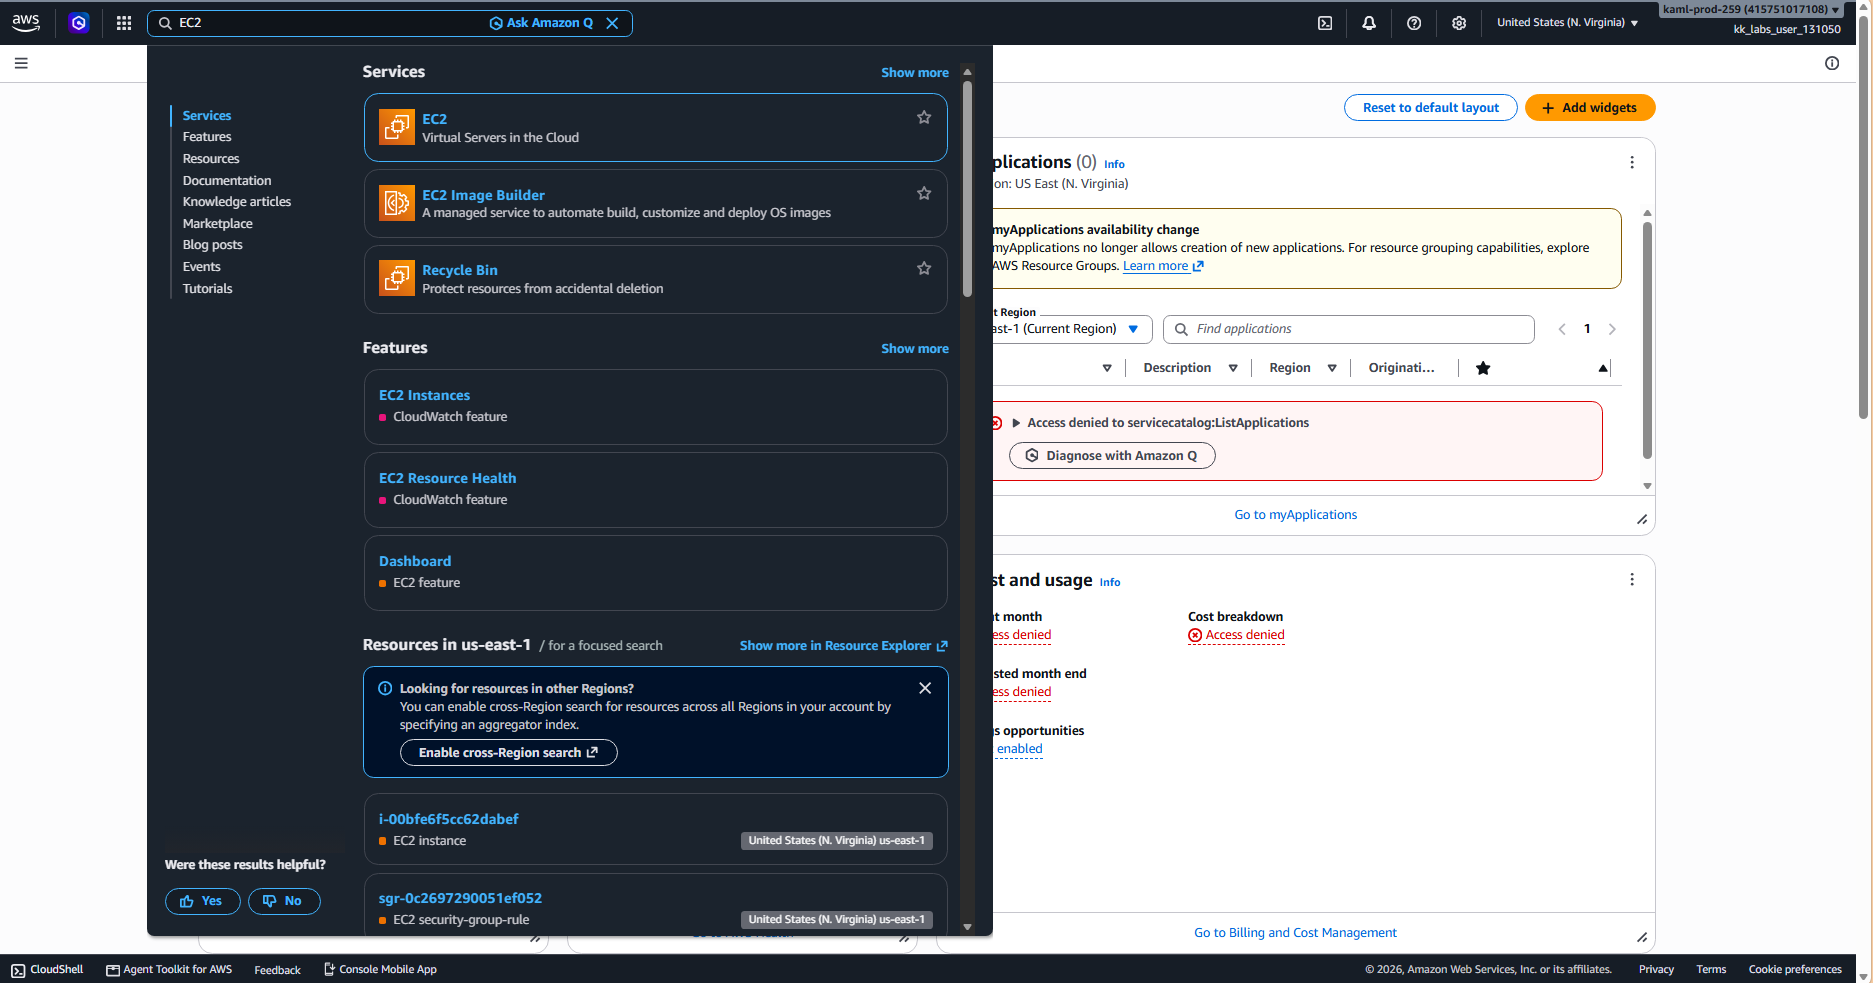 aws
EC2
Ask Amazon Q
United States (N. Virginia)
kaml-prod-259 (415751017108)
kk_labs_user_131050
Services
Features
Resources
Documentation
Knowledge articles
Marketplace
Blog posts
Events
Tutorials
Were these results helpful?
Yes
No
Services
Show more
EC2
Virtual Servers in the Cloud
EC2 Image Builder
A managed service to automate build, customize and deploy OS images
Recycle Bin
Protect resources from accidental deletion
Features
Show more
EC2 Instances
CloudWatch feature
EC2 Resource Health
CloudWatch feature
Dashboard
EC2 feature
Resources in us-east-1 / for a focused search
Show more in Resource Explorer
Looking for resources in other Regions?
You can enable cross-Region search for resources across all Regions in your account by
specifying an aggregator index.
Enable cross-Region search
i-00bfe6f5cc62dabef
EC2 instance
United States (N. Virginia) us-east-1
sgr-0c2697290051ef052
EC2 security-group-rule
United States (N. Virginia) us-east-1
Reset to default layout
+ Add widgets
plications (0) Info
on: US East (N. Virginia)
myApplications availability change
myApplications no longer allows creation of new applications. For resource grouping capabilities, explore
AWS Resource Groups. Learn more
t Region
ast-1 (Current Region)
Find applications
1
Description
Region
Originati...
Access denied to servicecatalog:ListApplications
Diagnose with Amazon Q
Go to myApplications
st and usage Info
nt month
ess denied
Cost breakdown
Access denied
sted month end
ess denied
gs opportunities
enabled
Go to Billing and Cost Management
CloudShell
Agent Toolkit for AWS
Feedback
Console Mobile App
© 2026, Amazon Web Services, Inc. or its affiliates.
Privacy
Terms
Cookie preferences